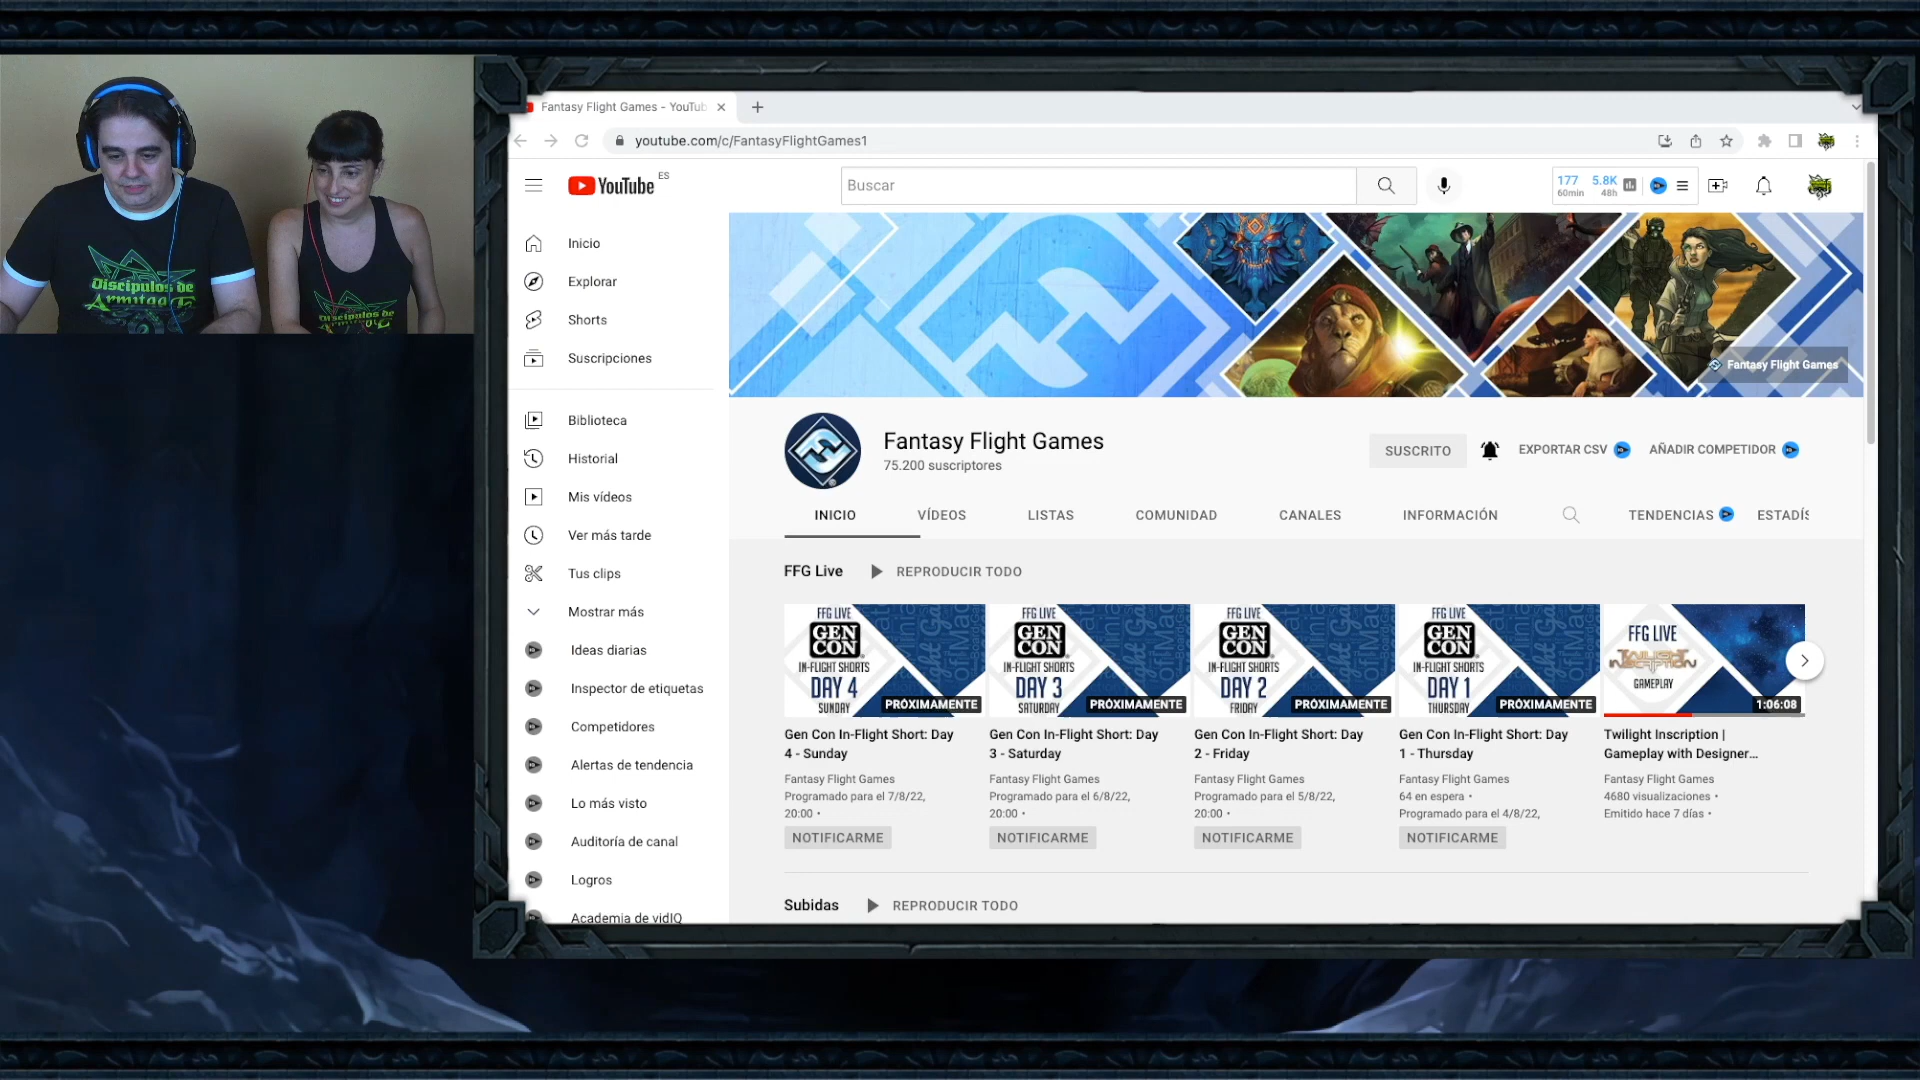 Discípulos de
Armitage
Discípulos de
Fantasy Flight Games - YouTub
youtube.com/c/FantasyFlightGames1
YouTube ES
Buscar
177 5.8K
60min 48h
Inicio
Explorar
Shorts
Suscripciones
Biblioteca
Historial
Mis vídeos
Ver más tarde
Tus clips
Mostrar más
Ideas diarias
Inspector de etiquetas
Competidores
Alertas de tendencia
Lo más visto
Auditoría de canal
Logros
Academia de vidIQ
Fantasy Flight Games
Fantasy Flight Games
75.200 suscriptores
SUSCRITO
EXPORTAR CSV
AÑADIR COMPETIDOR
INICIO VÍDEOS LISTAS COMUNIDAD CANALES INFORMACIÓN TENDENCIAS ESTADÍS
FFG Live REPRODUCIR TODO
FFG LIVE
GEN CON
IN-FLIGHT SHORTS
DAY 4
SUNDAY
PRÓXIMAMENTE
Gen Con In-Flight Short: Day
4 - Sunday
Fantasy Flight Games
Programado para el 7/8/22,
20:00 •
NOTIFICARME
FFG LIVE
GEN CON
IN-FLIGHT SHORTS
DAY 3
SATURDAY
PRÓXIMAMENTE
Gen Con In-Flight Short: Day
3 - Saturday
Fantasy Flight Games
Programado para el 6/8/22,
20:00 •
NOTIFICARME
FFG LIVE
GEN CON
IN-FLIGHT SHORTS
DAY 2
FRIDAY
PRÓXIMAMENTE
Gen Con In-Flight Short: Day
2 - Friday
Fantasy Flight Games
Programado para el 5/8/22,
20:00 •
NOTIFICARME
FFG LIVE
GEN CON
IN-FLIGHT SHORTS
DAY 1
THURSDAY
PRÓXIMAMENTE
Gen Con In-Flight Short: Day
1 - Thursday
Fantasy Flight Games
64 en espera •
Programado para el 4/8/22,
NOTIFICARME
FFG LIVE
TWILIGHT
INSCRIPTION
GAMEPLAY
1:06:08
Twilight Inscription |
Gameplay with Designer...
Fantasy Flight Games
4680 visualizaciones •
Emitido hace 7 días •
Subidas REPRODUCIR TODO